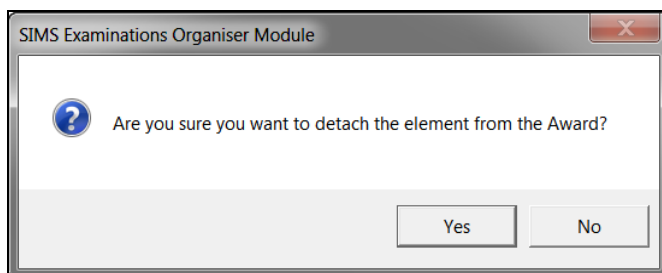 SIMS Examinations Organiser Module
Are you sure you want to detach the element from the Award?
Yes No